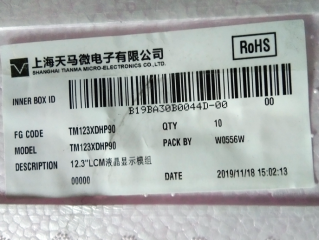 上海天马微电子有限公司
SHANGHAI TIANMA MICRO-ELECTRONICS CO.,LTD.
RoHS
INNER BOX ID
B19BA30B0044D-00 00
FG CODE TM123XDHP90 QTY 10
MODEL TM123XDHP90 PACK BY W0556W
DESCRIPTION 12.3"LCM液晶显示模组
00000 2019/11/18 15:02:13